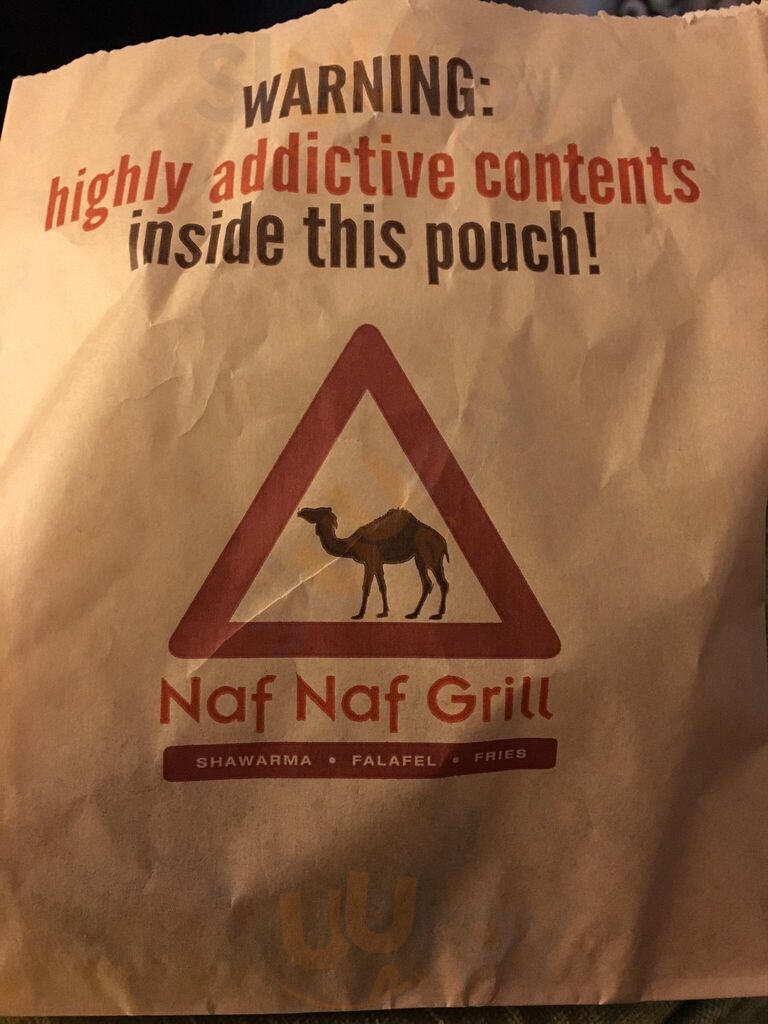 WARNING:
highly addictive contents
inside this pouch!
Naf Naf Grill
SHAWARMA • FALAFEL • FRIES